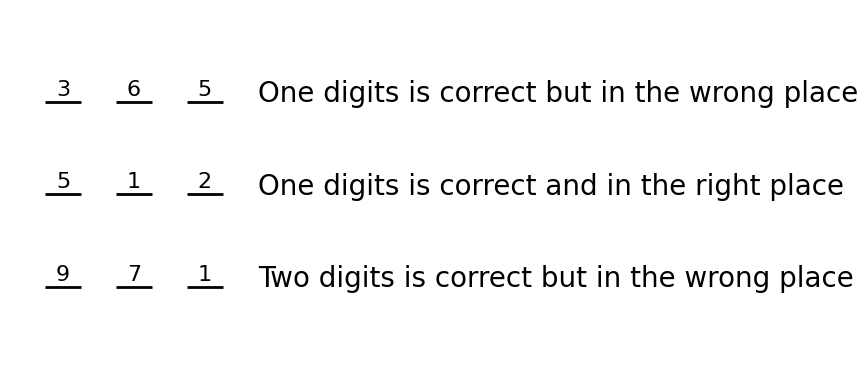 3 6 5 One digits is correct but in the wrong place
5 1 2 One digits is correct and in the right place
9 7 1 Two digits is correct but in the wrong place